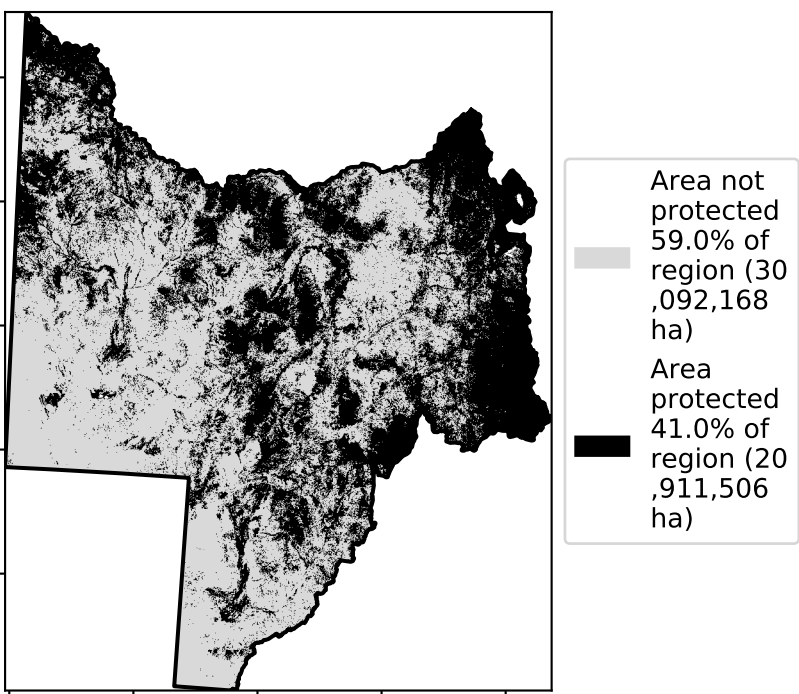 Area not
protected
59.0% of
region (30
,092,168
ha)
Area
protected
41.0% of
region (20
,911,506
ha)